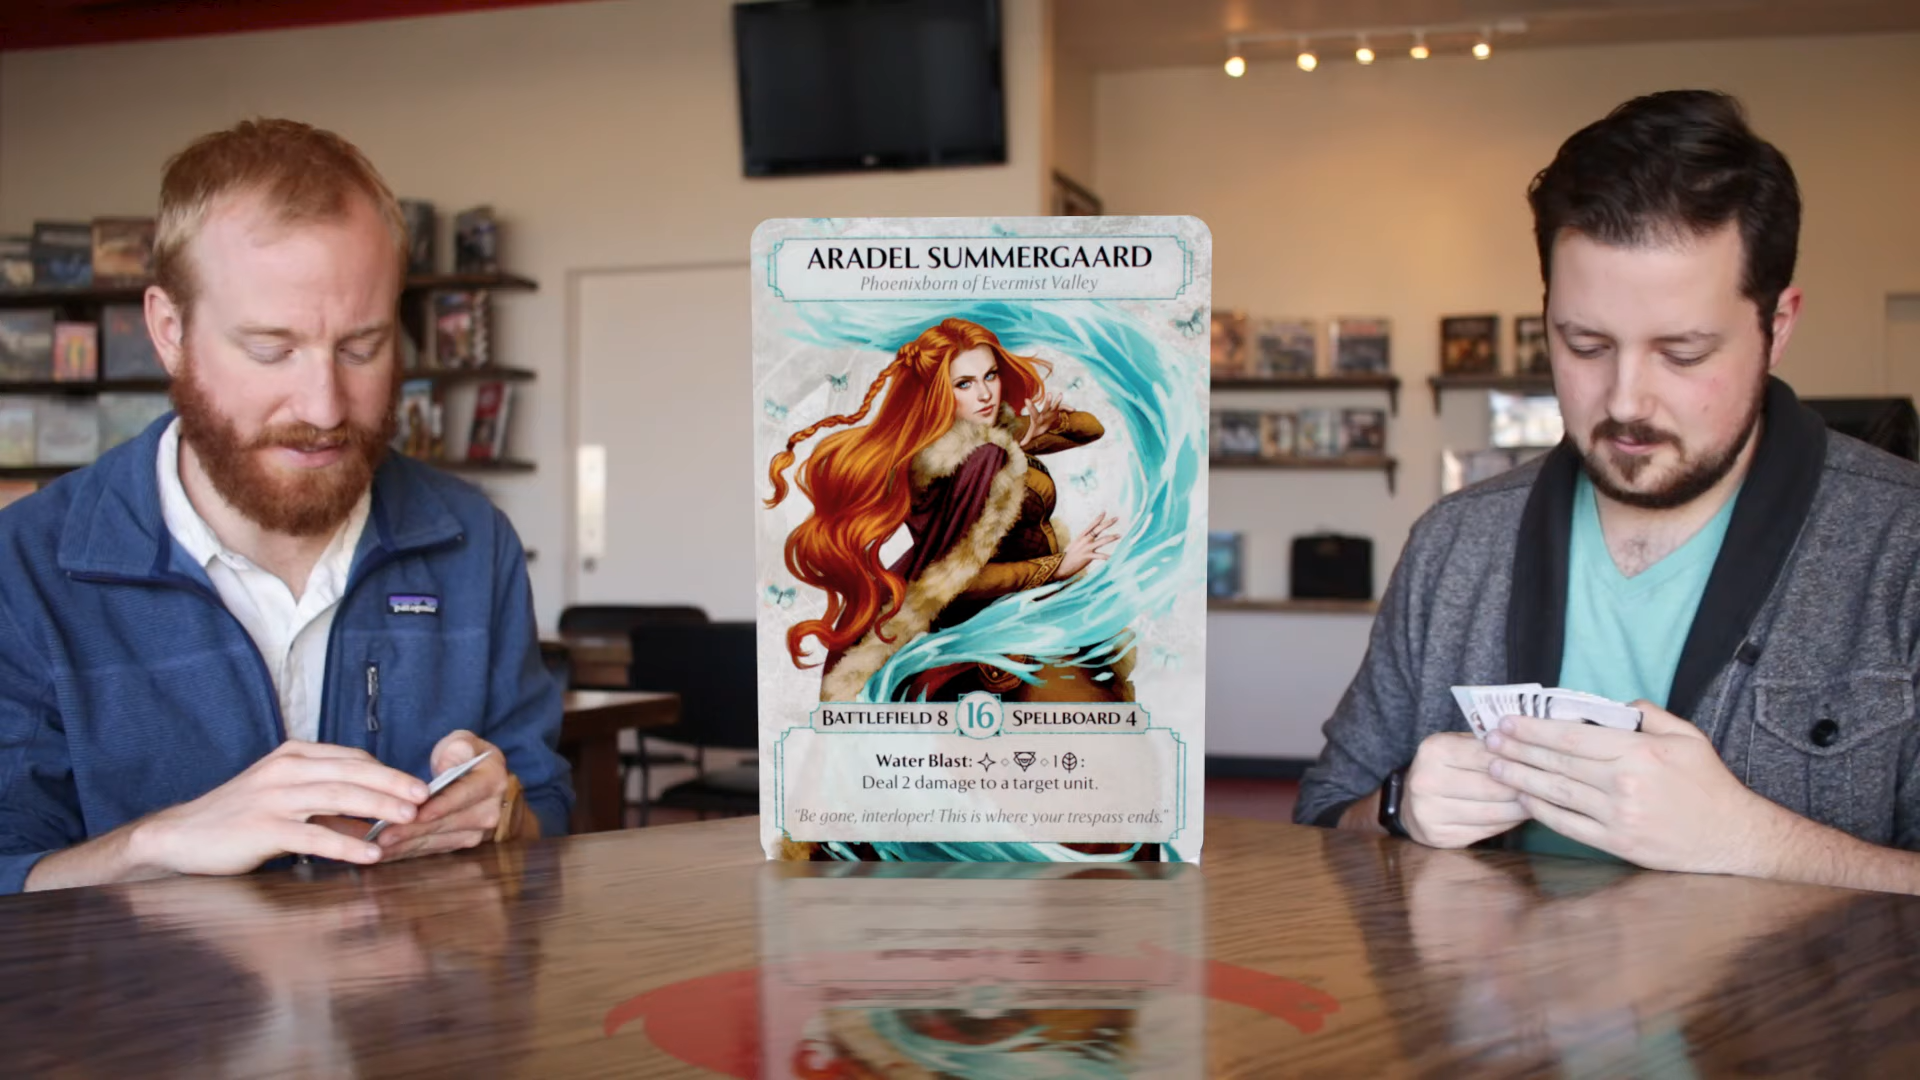 ARADEL SUMMERGAARD
Phoenixborn of Evermist Valley
BATTLEFIELD 8 16 SPELLBOARD 4
Water Blast: 1 :
Deal 2 damage to a target unit.
"Be gone, interloper! This is where your trespass ends."
patagonia